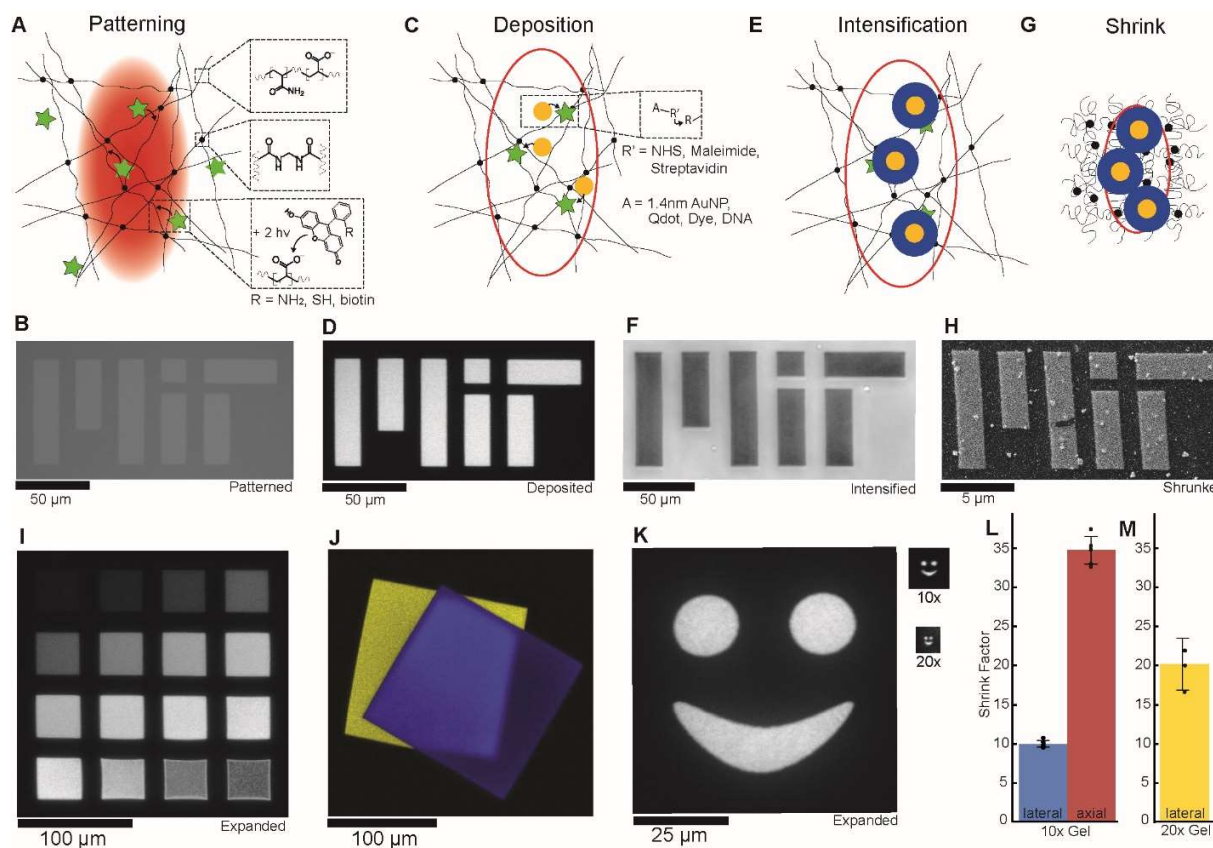 A Patterning
NH₂
+ 2 hv
HO
O
O
R
R = NH₂, SH, biotin
C Deposition
A
R'
R
R' = NHS, Maleimide,
Streptavidin
A = 1.4nm AuNP,
Qdot, Dye, DNA
E Intensification
G Shrink
B
50 µm
Patterned
D
50 µm
Deposited
F
50 µm
Intensified
H
5 µm
Shrunke
I
100 µm
Expanded
J
100 µm
K
25 µm
Expanded
10x
20x
L
Shrink Factor
35
30
25
20
15
10
5
0
lateral axial
10x Gel
M
35
30
25
20
15
10
5
0
lateral
20x Gel